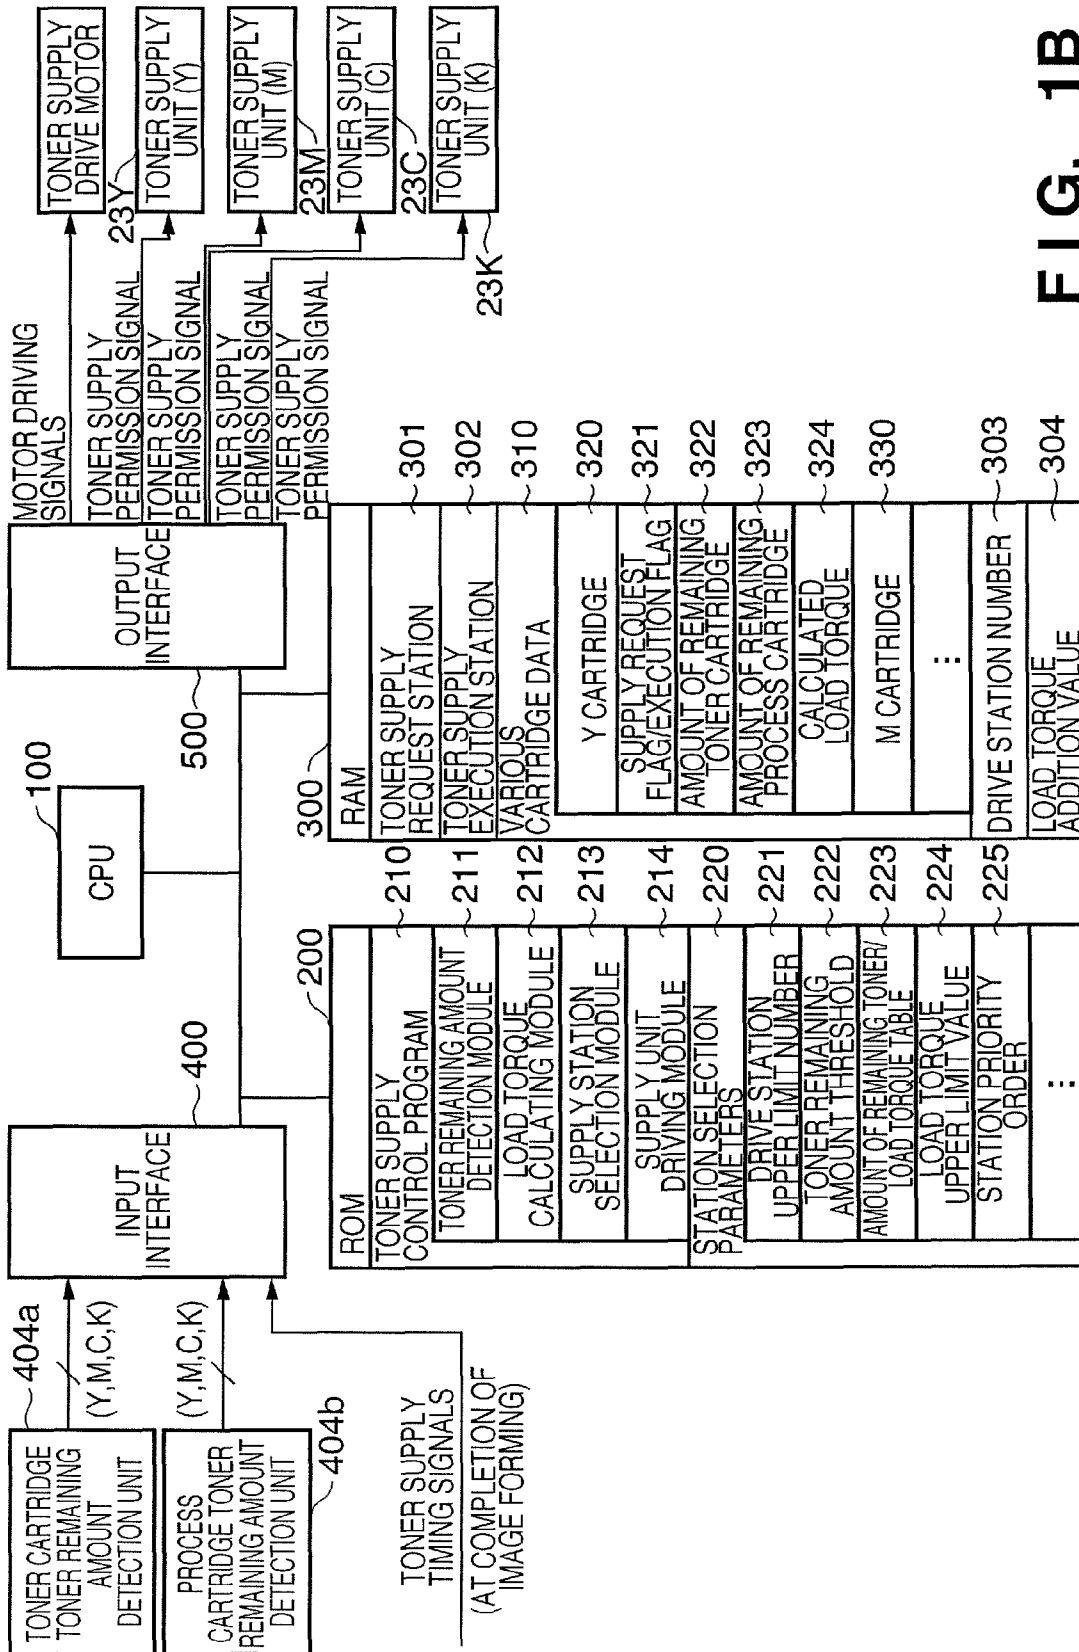 TONER CARTRIDGE
TONER REMAINING
AMOUNT
DETECTION UNIT
404a
(Y,M,C,K)
PROCESS
CARTRIDGE TONER
REMAINING AMOUNT
DETECTION UNIT
404b
(Y,M,C,K)
TONER SUPPLY
TIMING SIGNALS
(AT COMPLETION OF
IMAGE FORMING)
INPUT
INTERFACE
400
CPU
100
OUTPUT
INTERFACE
500
MOTOR DRIVING
SIGNALS
TONER SUPPLY
PERMISSION SIGNAL
TONER SUPPLY
PERMISSION SIGNAL
TONER SUPPLY
PERMISSION SIGNAL
TONER SUPPLY
PERMISSION SIGNAL
TONER SUPPLY
DRIVE MOTOR
23Y
TONER SUPPLY
UNIT (Y)
TONER SUPPLY
UNIT (M)
23M
TONER SUPPLY
UNIT (C)
23C
TONER SUPPLY
UNIT (K)
23K
200
ROM
TONER SUPPLY
CONTROL PROGRAM
210
TONER REMAINING AMOUNT
DETECTION MODULE
211
LOAD TORQUE
CALCULATING MODULE
212
SUPPLY STATION
SELECTION MODULE
213
SUPPLY UNIT
DRIVING MODULE
214
STATION SELECTION
PARAMETERS
220
DRIVE STATION
UPPER LIMIT NUMBER
221
TONER REMAINING
AMOUNT THRESHOLD
222
AMOUNT OF REMAINING TONER/
LOAD TORQUE TABLE
223
LOAD TORQUE
UPPER LIMIT VALUE
224
STATION PRIORITY
ORDER
225
...
300
RAM
TONER SUPPLY
REQUEST STATION
301
TONER SUPPLY
EXECUTION STATION
302
VARIOUS
CARTRIDGE DATA
310
Y CARTRIDGE
320
SUPPLY REQUEST
FLAG/EXECUTION FLAG
321
AMOUNT OF REMAINING
TONER CARTRIDGE
322
AMOUNT OF REMAINING
PROCESS CARTRIDGE
323
CALCULATED
LOAD TORQUE
324
M CARTRIDGE
330
...
DRIVE STATION NUMBER
303
LOAD TORQUE
ADDITION VALUE
304
FIG. 1B